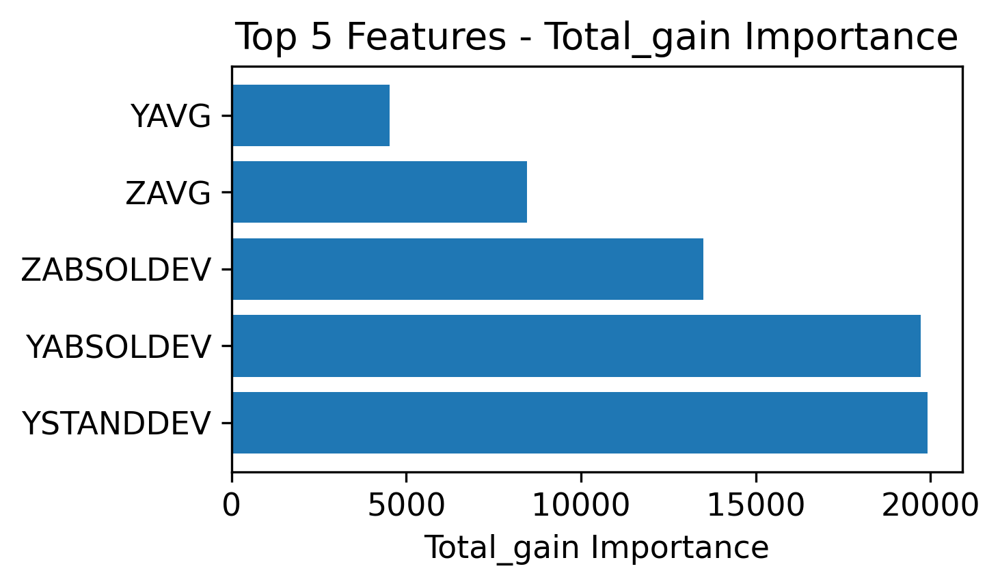 Top 5 Features - Total_gain Importance
YAVG
ZAVG
ZABSOLDEV
YABSOLDEV
YSTANDDEV
0 5000 10000 15000 20000
Total_gain Importance